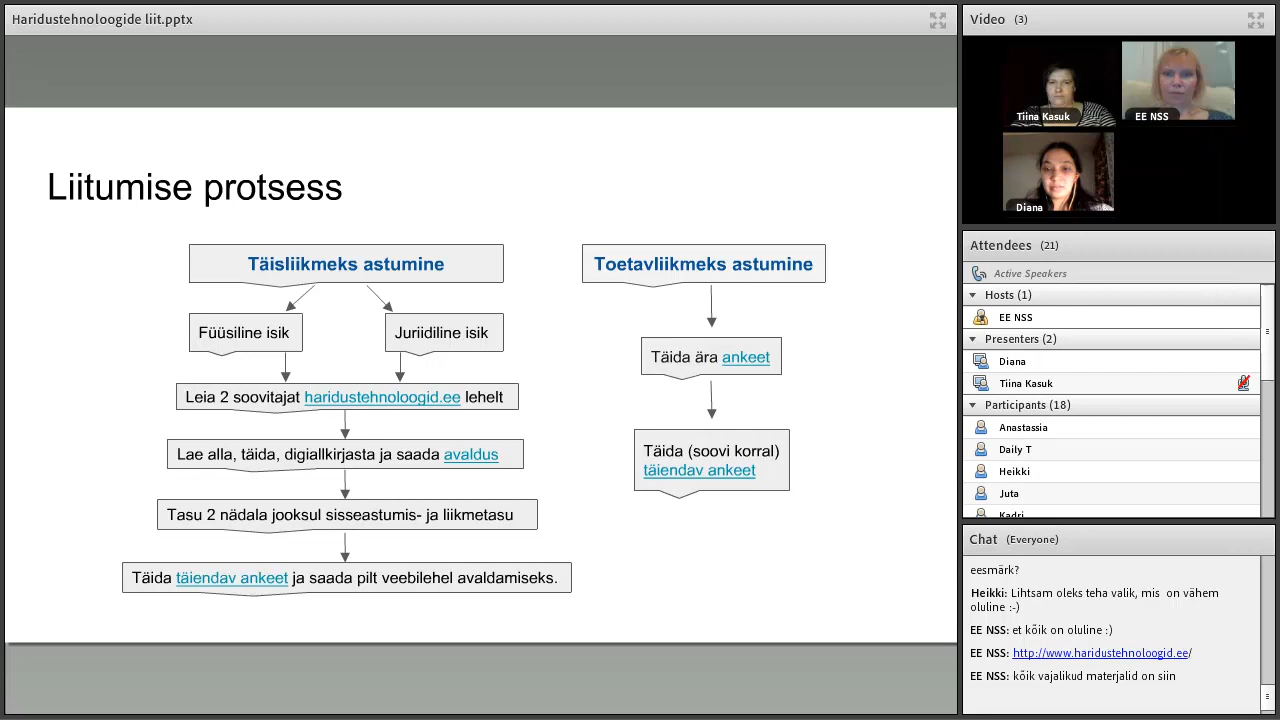 Haridustehnoloogide liit.pptx
Liitumise protsess
Täisliikmeks astumine
Füüsiline isik
Juriidiline isik
Leia 2 soovitajat haridustehnoloogid.ee lehelt
Lae alla, täida, digiallkirjasta ja saada avaldus
Tasu 2 nädala jooksul sisseastumis- ja liikmetasu
Täida täiendav ankeet ja saada pilt veebilehel avaldamiseks.
Toetavliikmeks astumine
Täida ära ankeet
Täida (soovi korral)
täiendav ankeet
Video (3)
Tiina Kasuk
EE NSS
Diana
Attendees (21)
Active Speakers
Hosts (1)
EE NSS
Presenters (2)
Diana
Tiina Kasuk
Participants (18)
Anastassia
Daily T
Heikki
Juta
Kadri
Chat (Everyone)
eesmärk?
Heikki: Lihtsam oleks teha valik, mis on vähem
oluline :-)
EE NSS: et kõik on oluline :)
EE NSS: http://www.haridustehnoloogid.ee/
EE NSS: kõik vajalikud materjalid on siin